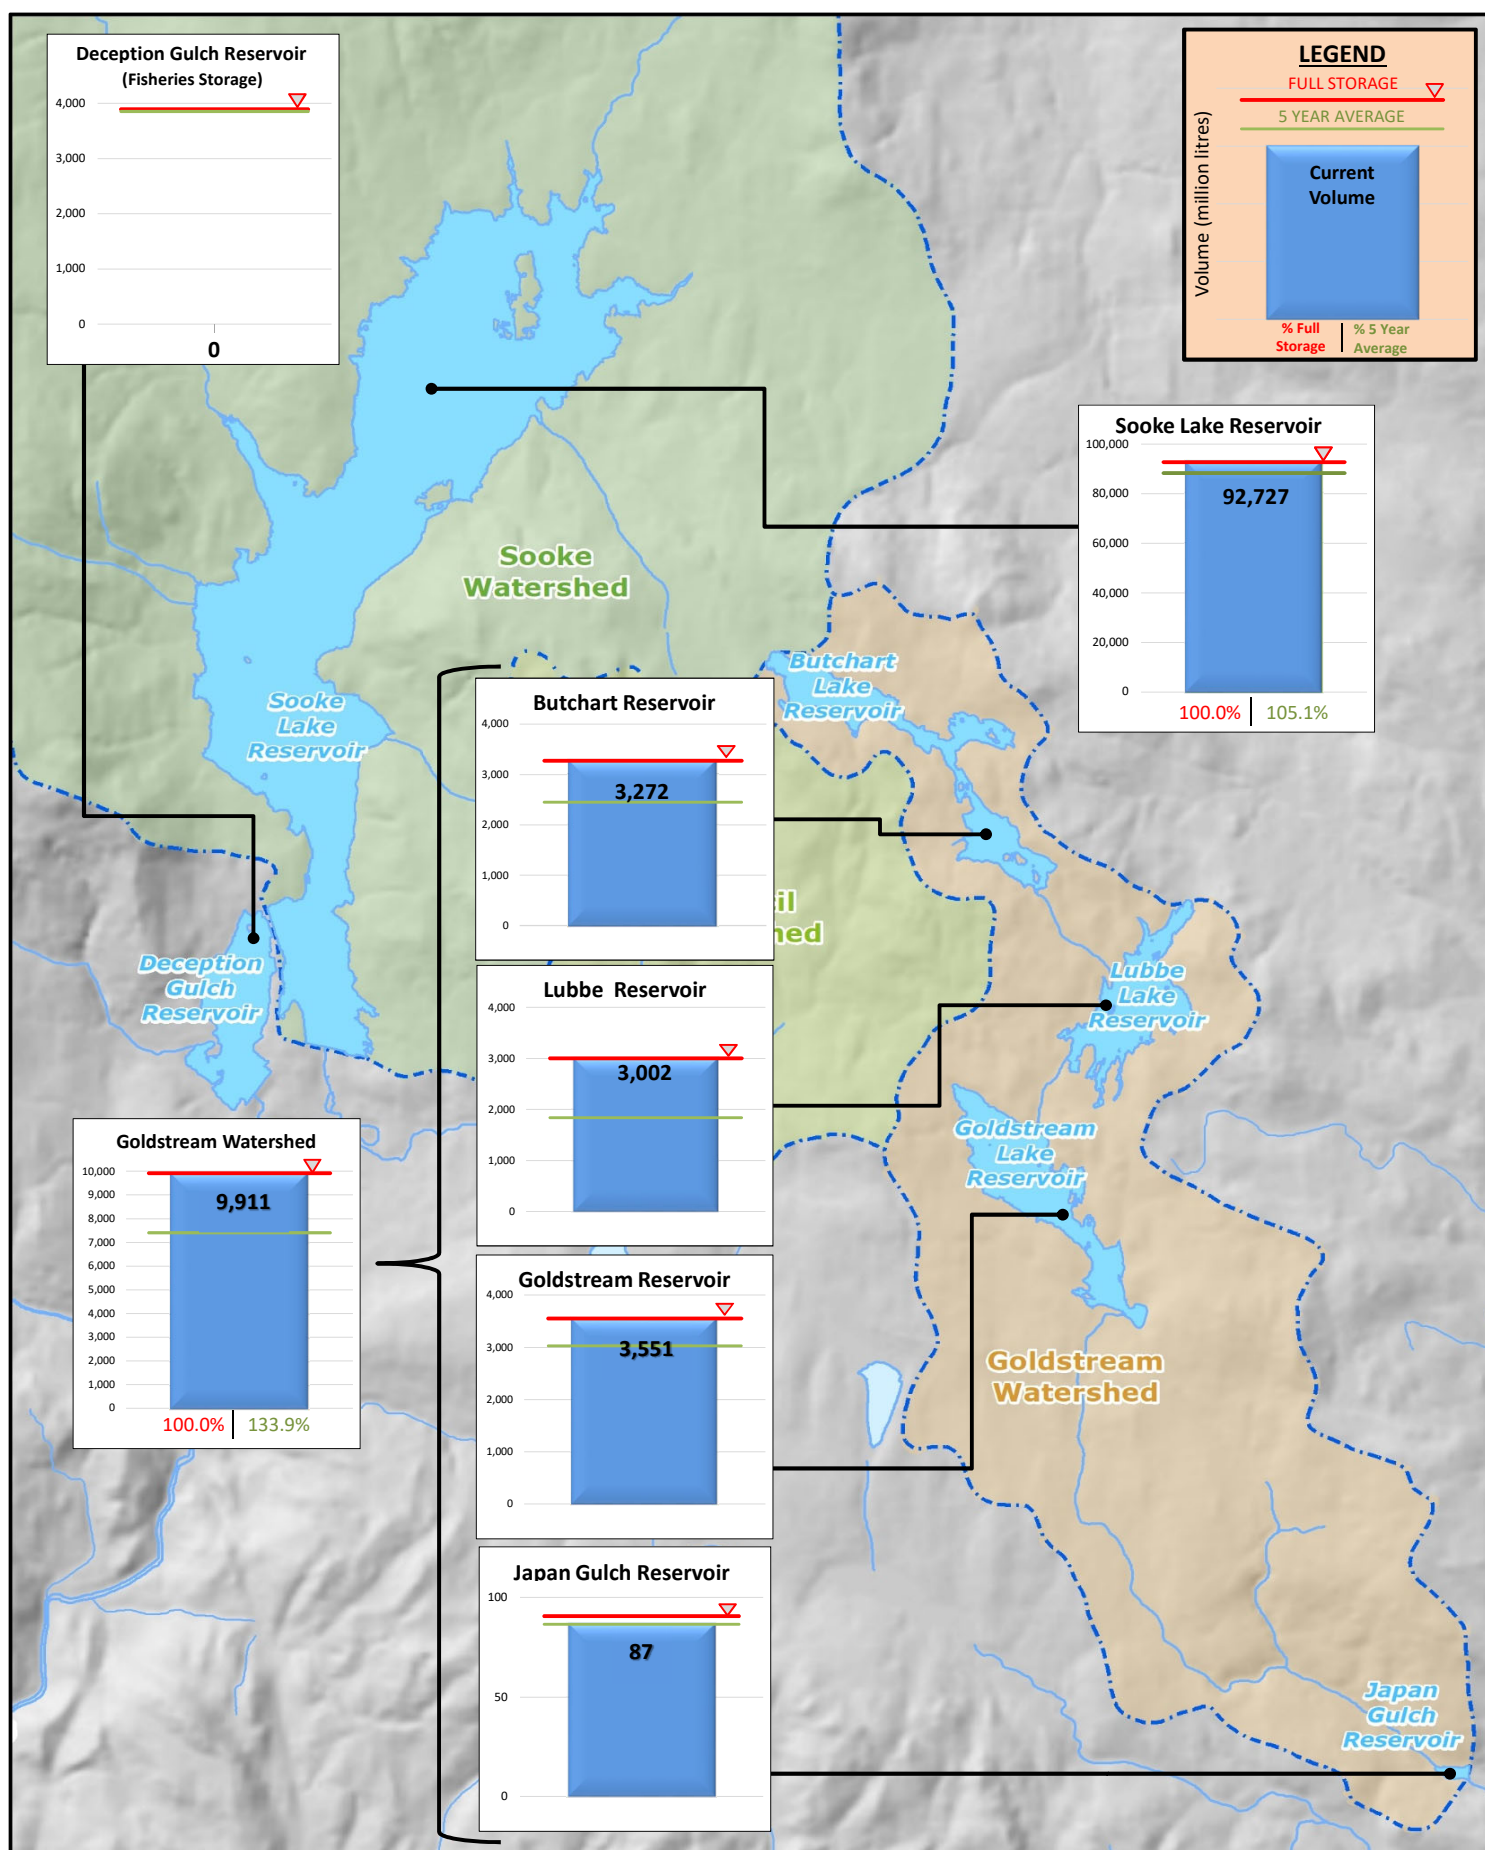 Deception Gulch Reservoir
(Fisheries Storage)
4,000
3,000
2,000
1,000
0
0
LEGEND
FULL STORAGE
5 YEAR AVERAGE
Volume (million litres)
Current
Volume
% Full
Storage
% 5 Year
Average
Sooke Lake Reservoir
100,000
80,000
60,000
40,000
20,000
0
92,727
100.0%
105.1%
Sooke
Watershed
Sooke
Lake
Reservoir
Butchart
Lake
Reservoir
Butchart Reservoir
4,000
3,000
2,000
1,000
0
3,272
il
hed
Deception
Gulch
Reservoir
Lubbe Reservoir
4,000
3,000
2,000
1,000
0
3,002
Lubbe
Lake
Reservoir
Goldstream
Lake
Reservoir
Goldstream Watershed
10,000
9,000
8,000
7,000
6,000
5,000
4,000
3,000
2,000
1,000
0
9,911
100.0%
133.9%
Goldstream Reservoir
4,000
3,000
2,000
1,000
0
3,551
Goldstream
Watershed
Japan Gulch Reservoir
100
50
0
87
Japan
Gulch
Reservoir